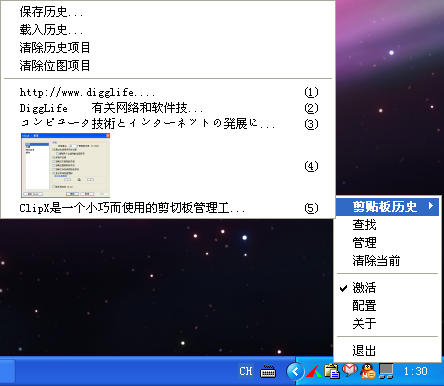 保存历史...
载入历史...
清除历史项目
清除位图项目
http://www.digglife.... (1)
DiggLife 有关网络和软件技... (2)
コンピュータ技術とインターネットの発展に... (3)
(4)
ClipX是一个小巧而使用的剪切板管理工... (5)
剪贴板历史
查找
管理
清除当前
激活
配置
关于
退出
CH
1:30